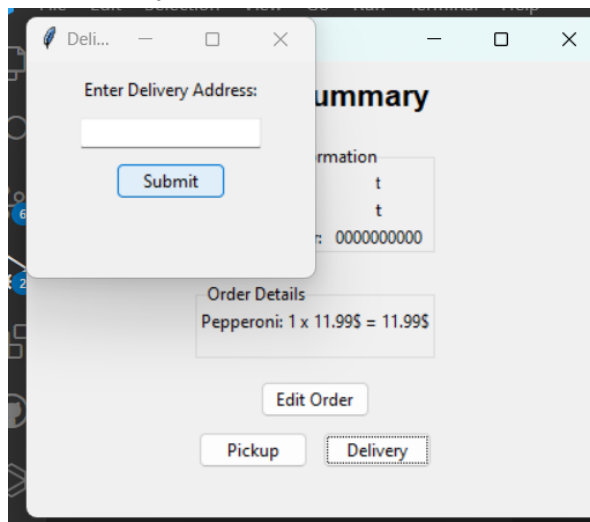 File Edit Selection View Go Run Terminal Help
Deli...
Enter Delivery Address:
ummary
rmation
t
t
Submit
r: 0000000000
6
2
Order Details
Pepperoni: 1 x 11.99$ = 11.99$
Edit Order
Pickup Delivery